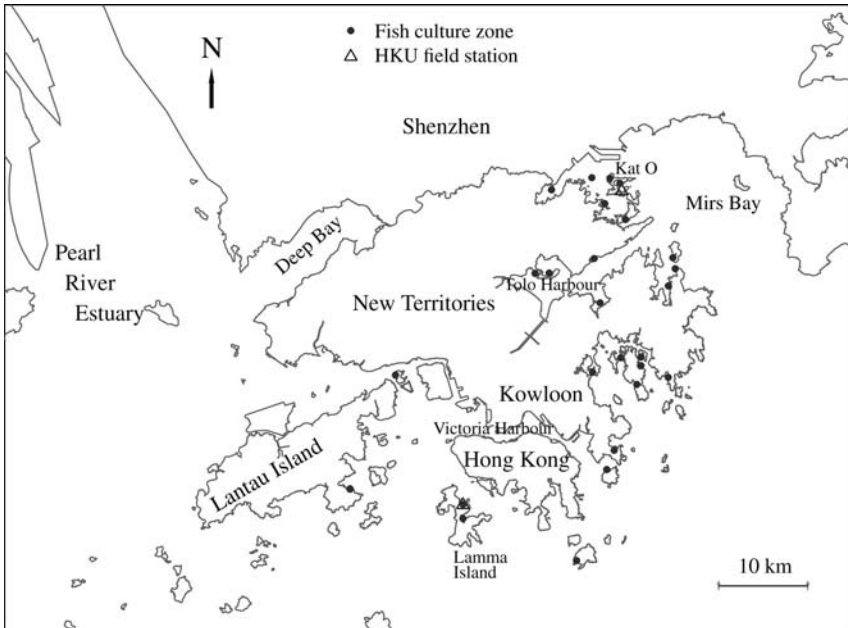 Fish culture zone
HKU field station
N
Shenzhen
Kat O
Mirs Bay
Deep Bay
Pearl
River
Estuary
Tolo Harbour
New Territories
Kowloon
Victoria Harbour
Hong Kong
Lantau Island
Lamma
Island
10 km